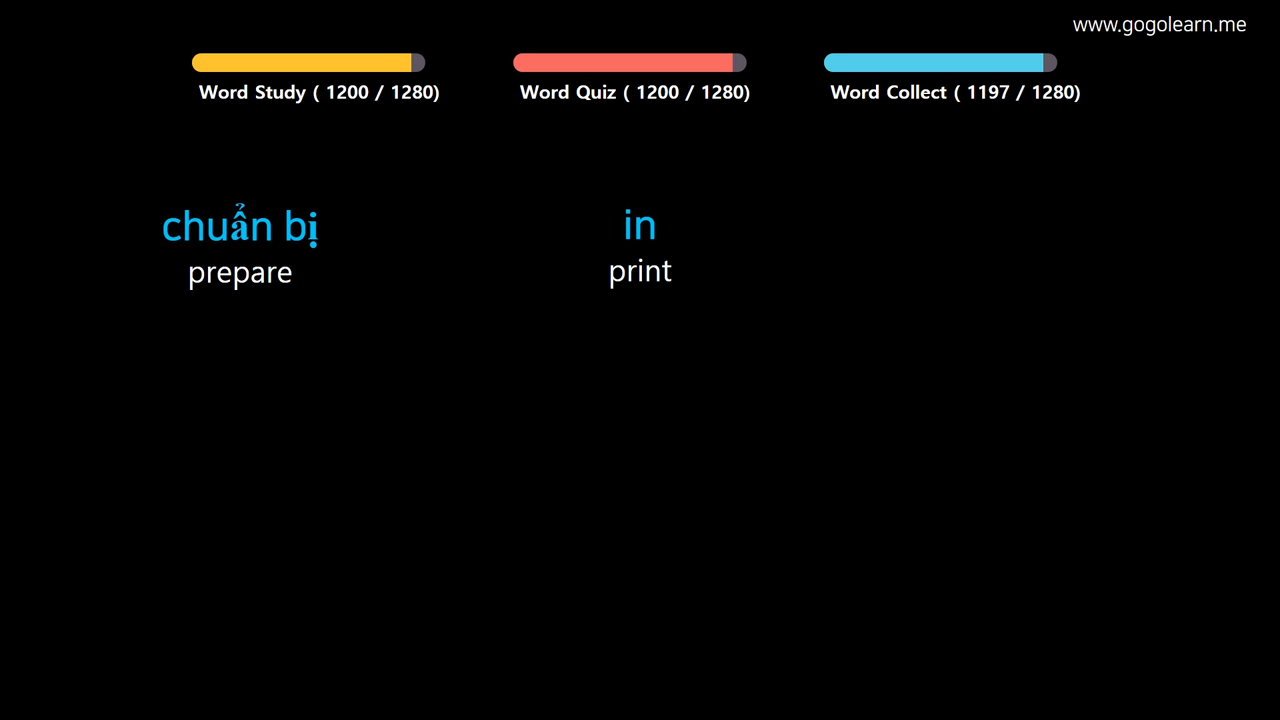 www.gogolearn.me
Word Study ( 1200 / 1280)
Word Quiz ( 1200 / 1280)
Word Collect ( 1197 / 1280)
chuẩn bị
prepare
in
print